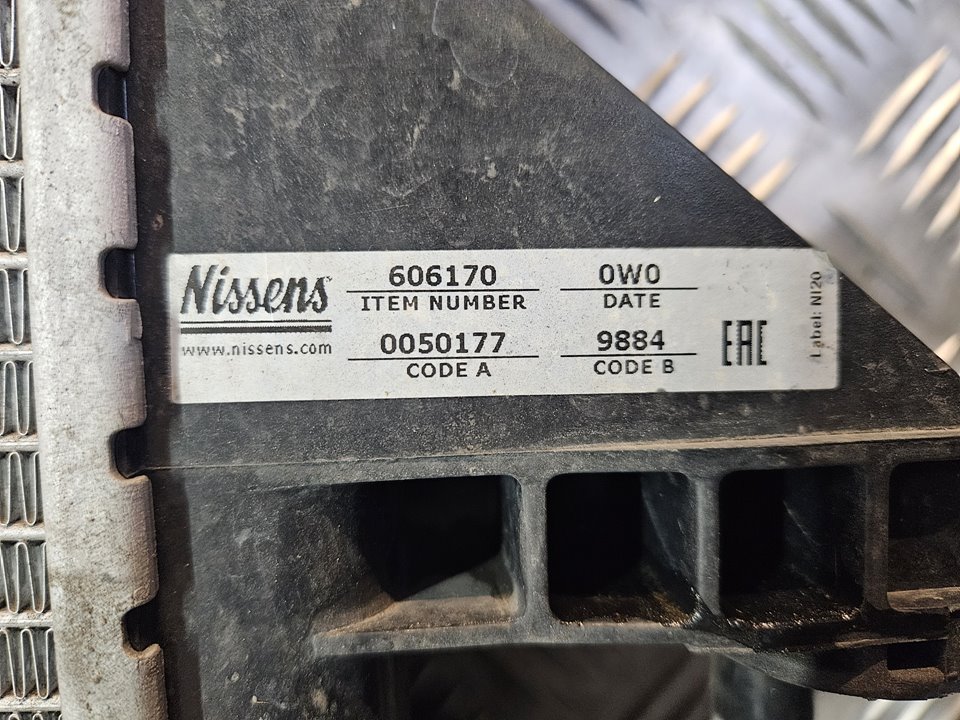 Nissens
www.nissens.com
606170
ITEM NUMBER
0050177
CODE A
0W0
DATE
9884
CODE B
EAC
Label: NI20